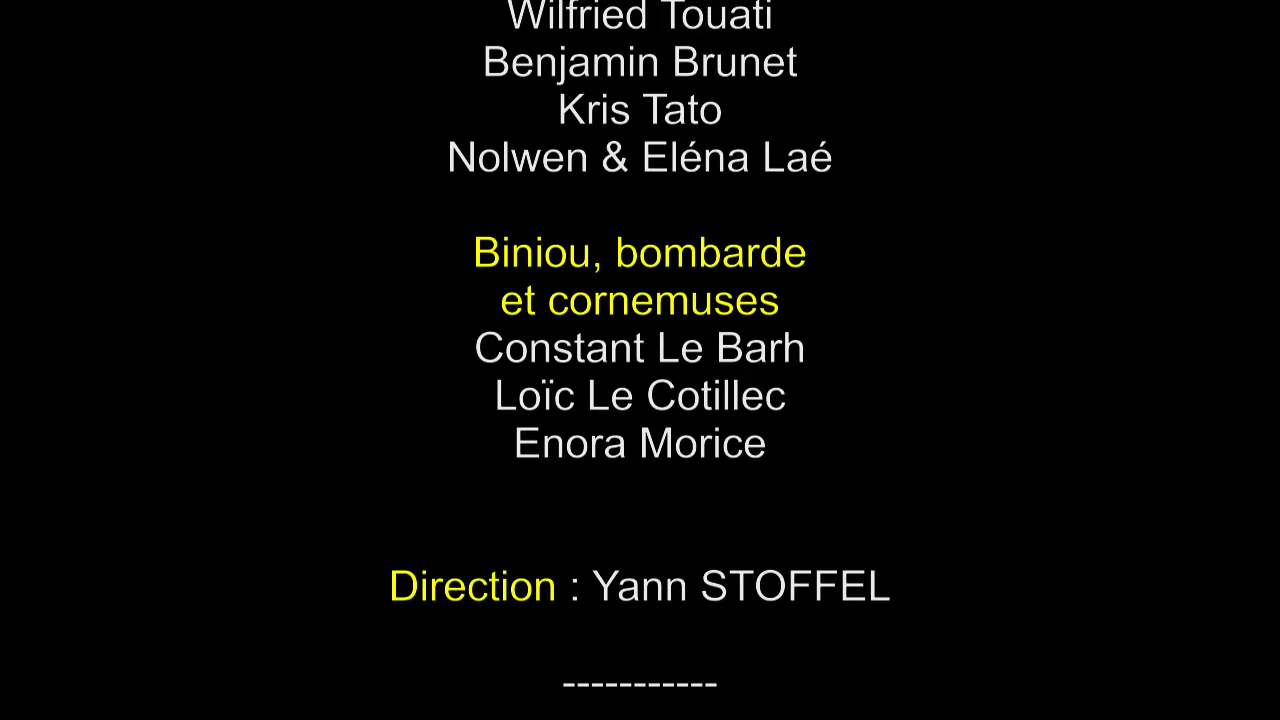 Wilfried Touati
Benjamin Brunet
Kris Tato
Nolwen & Eléna Laé
Biniou, bombarde
et cornemuses
Constant Le Barh
Loïc Le Cotillec
Enora Morice
Direction : Yann STOFFEL
-----------